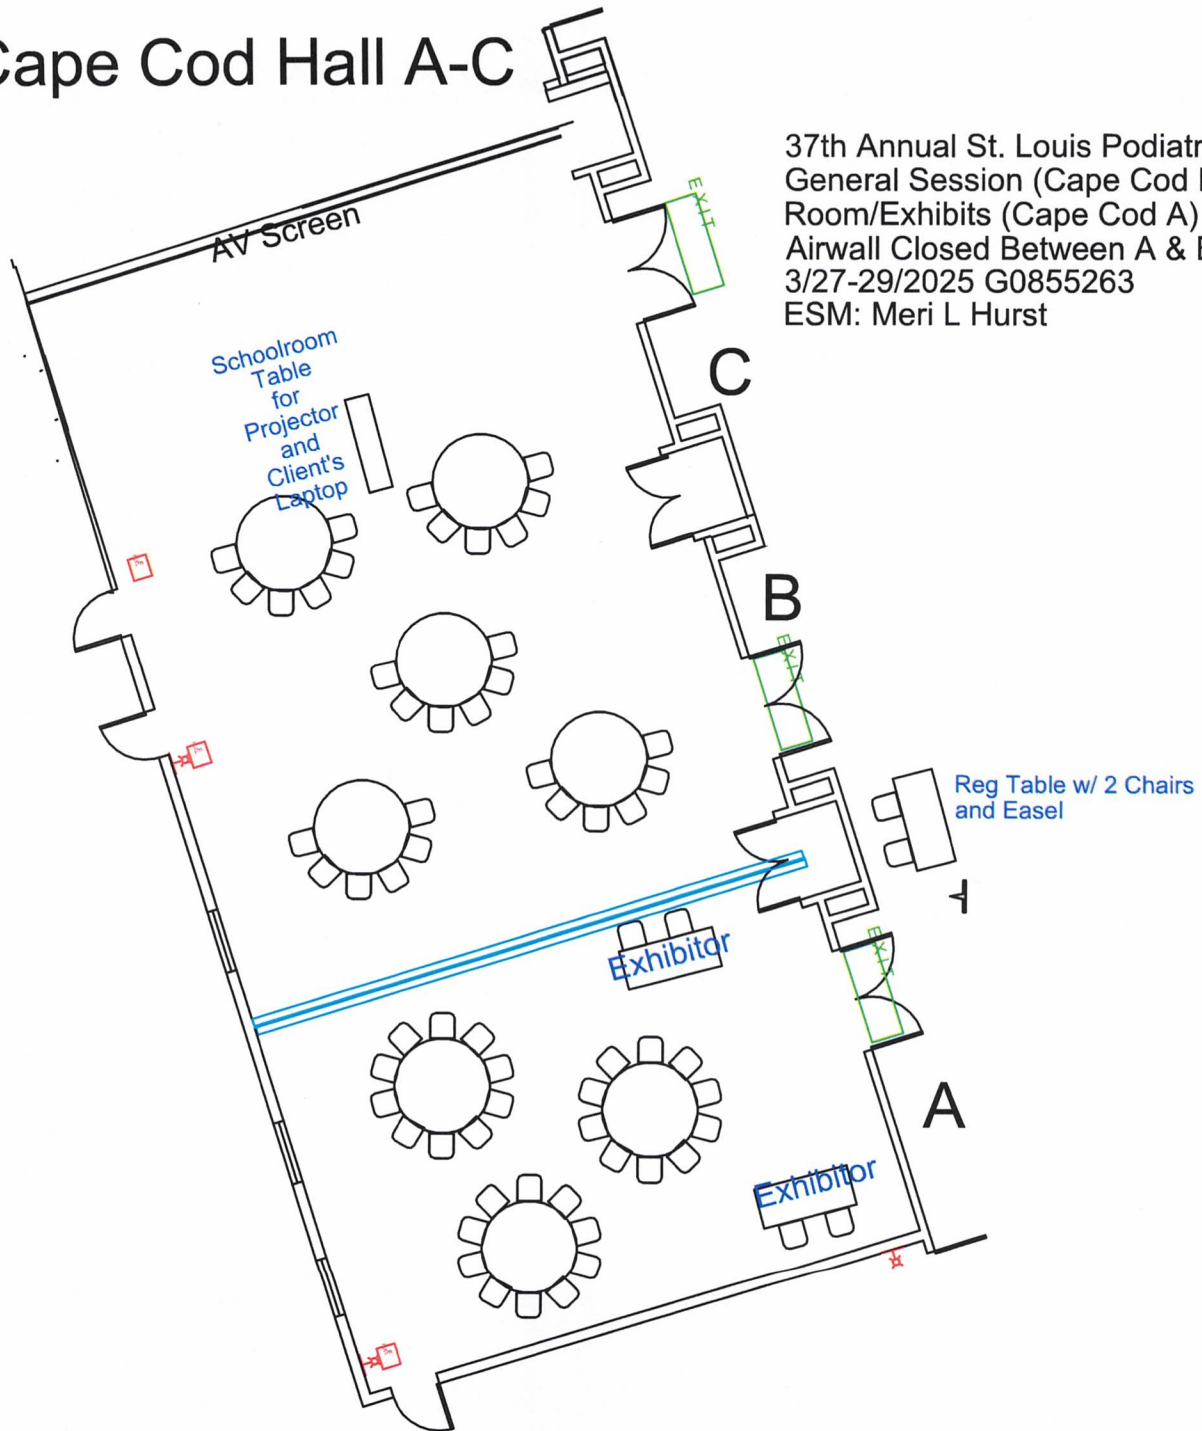 Cape Cod Hall A-C
37th Annual St. Louis
General Session (Cape Cod
Room/Exhibits (Cape Cod A)
Airwall Closed Between A &
3/27-29/2025 G0855263
ESM: Meri L Hurst
AV Screen
EXIT
Schoolroom
Table
for
Projector
and
Client's
Laptop
C
B
EXIT
Reg Table w/ 2 Chairs
and Easel
Exhibitor
EXIT
A
Exhibitor